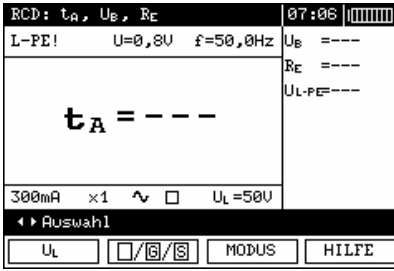 RCD: tA, UB, RE 07:06
L-PE! U=0,8V f=50,0Hz
UB =---
RE =---
UL-PE=---
tA=---
300mA ×1 ∿ □ UL=50V
◂ ▸ Auswahl
UL □/G/S MODUS HILFE